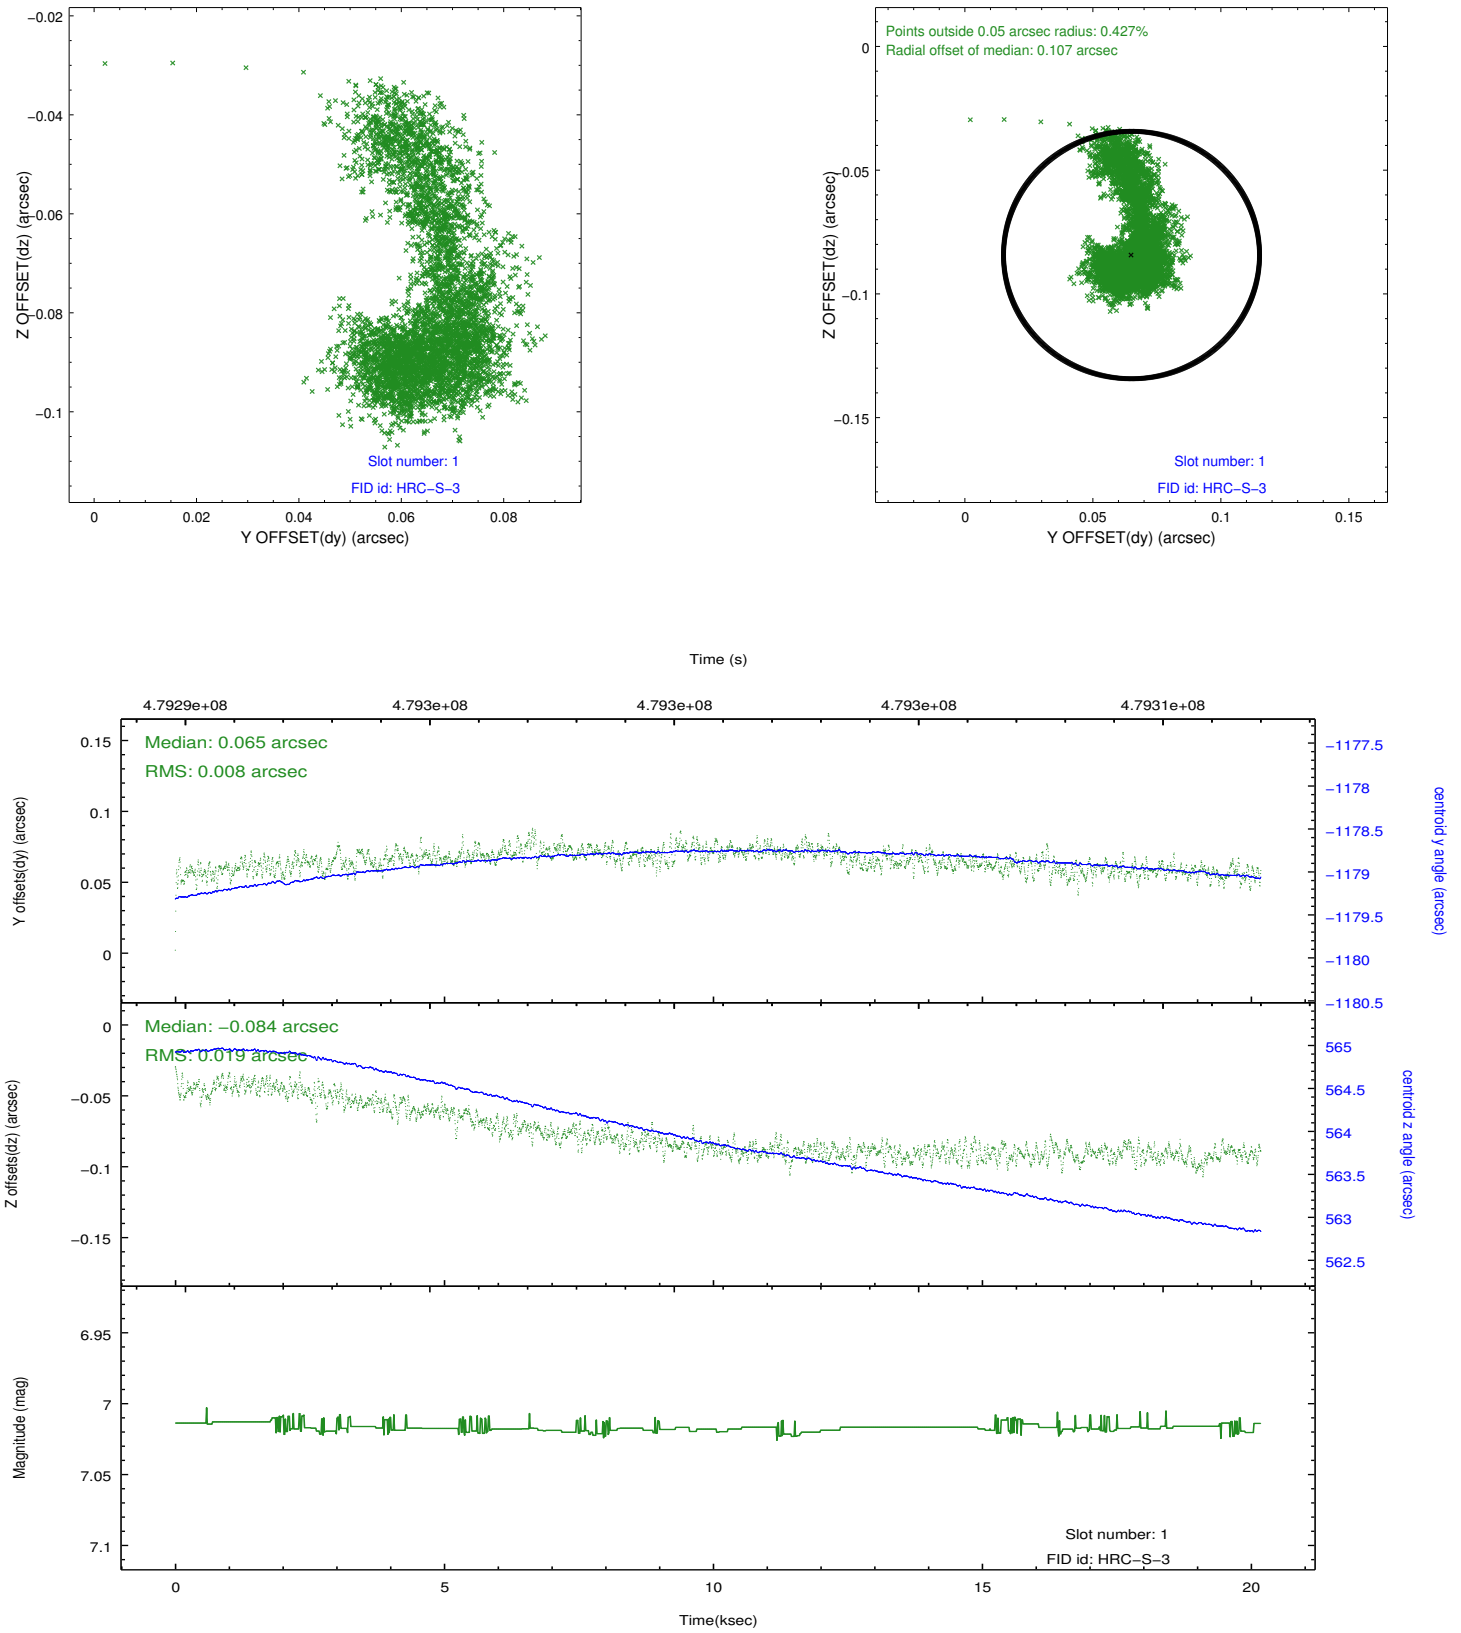 −0.02
−0.04
−0.06
−0.08
−0.1
Z OFFSET(dz) (arcsec)
Slot number: 1
FID id: HRC−S−3
0 0.02 0.04 0.06 0.08
Y OFFSET(dy) (arcsec)
Points outside 0.05 arcsec radius: 0.427%
Radial offset of median: 0.107 arcsec
0
−0.05
−0.1
−0.15
Z OFFSET(dz) (arcsec)
Slot number: 1
FID id: HRC−S−3
0 0.05 0.1 0.15
Y OFFSET(dy) (arcsec)
Time (s)
4.7929e+08 4.793e+08 4.793e+08 4.793e+08 4.7931e+08
Median: 0.065 arcsec
RMS: 0.008 arcsec
0.15
0.1
0.05
0
Y offsets(dy) (arcsec)
−1177.5
−1178
−1178.5
−1179
−1179.5
−1180
−1180.5
centroid y angle (arcsec)
Median: −0.084 arcsec
RMS: 0.019 arcsec
0
−0.05
−0.1
−0.15
Z offsets(dz) (arcsec)
565
564.5
564
563.5
563
562.5
centroid z angle (arcsec)
6.95
7
7.05
7.1
Magnitude (mag)
Slot number: 1
FID id: HRC−S−3
0 5 10 15 20
Time(ksec)